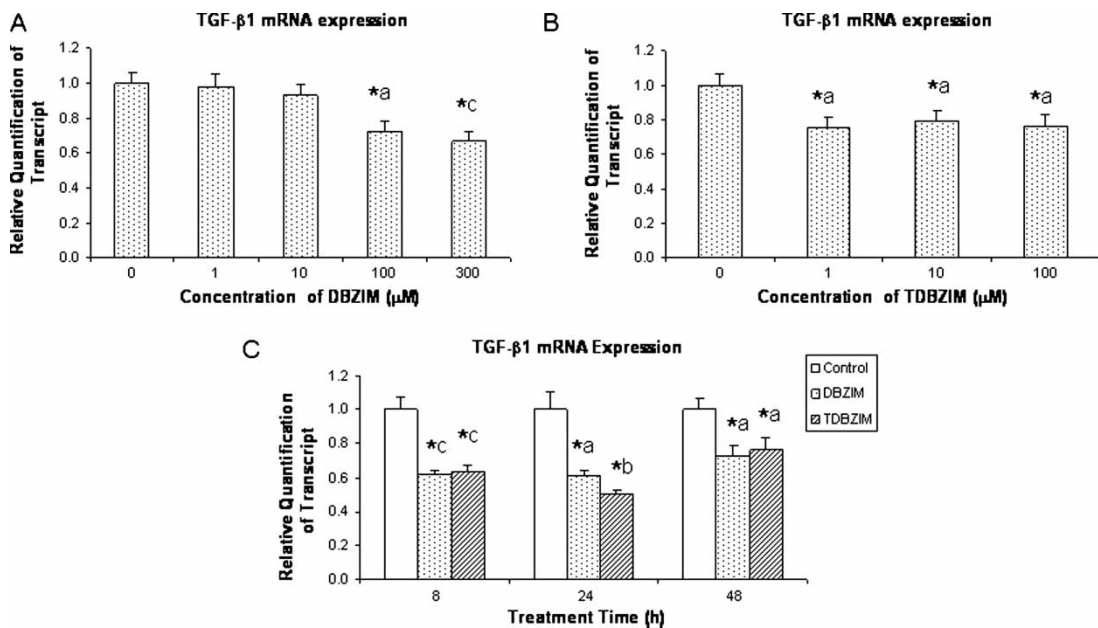 A
TGF-β1 mRNA expression
Relative Quantification of
Transcript
1.2
1.0
0.8
0.6
0.4
0.2
0.0
*a
*c
0 1 10 100 300
Concentration of DBZIM (μM)
B
TGF-β1 mRNA expression
Relative Quantification of
Transcript
1.2
1.0
0.8
0.6
0.4
0.2
0.0
*a
*a
*a
0 1 10 100
Concentration of TDBZIM (μM)
C
TGF-β1 mRNA Expression
Relative Quantification
of Transcript
1.2
1.0
0.8
0.6
0.4
0.2
0.0
*c *c
*a
*b
*a *a
8 24 48
Treatment Time (h)
Control
DBZIM
TDBZIM